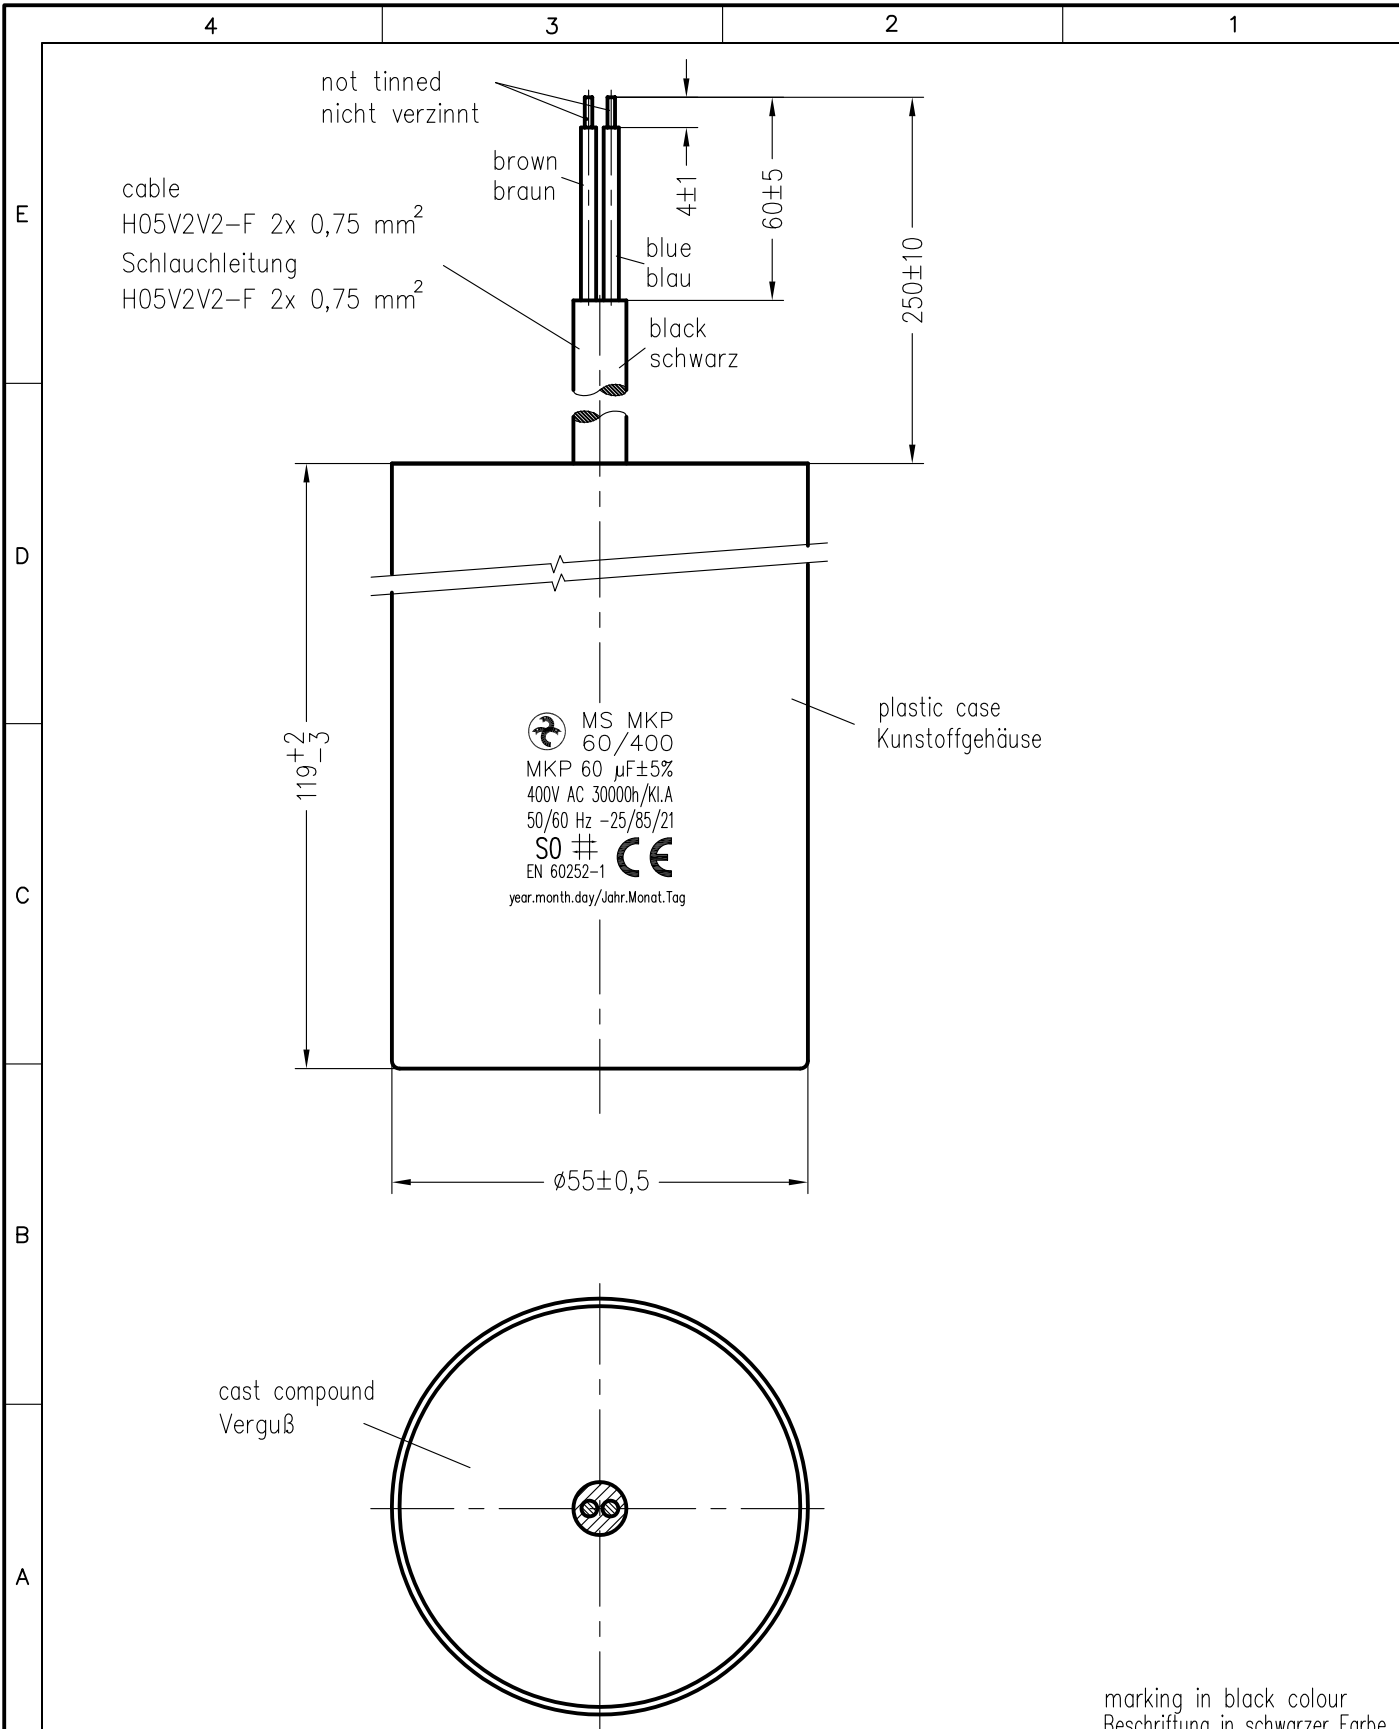 4 3 2 1
not tinned
nicht verzinnt
brown
braun
cable
H05V2V2-F 2x 0,75 mm²
Schlauchleitung
H05V2V2-F 2x 0,75 mm²
blue
blau
black
schwarz
4±1
60±5
250±10
E
D
C
B
A
119 +2 -3
MS MKP
60/400
MKP 60 µF±5%
400V AC 30000h/Kl.A
50/60 Hz -25/85/21
S0 CE
EN 60252-1
year.month.day/Jahr.Monat.Tag
plastic case
Kunstoffgehäuse
ø55±0,5
cast compound
Verguß
marking in black colour
Beschriftung in schwarzer Farbe